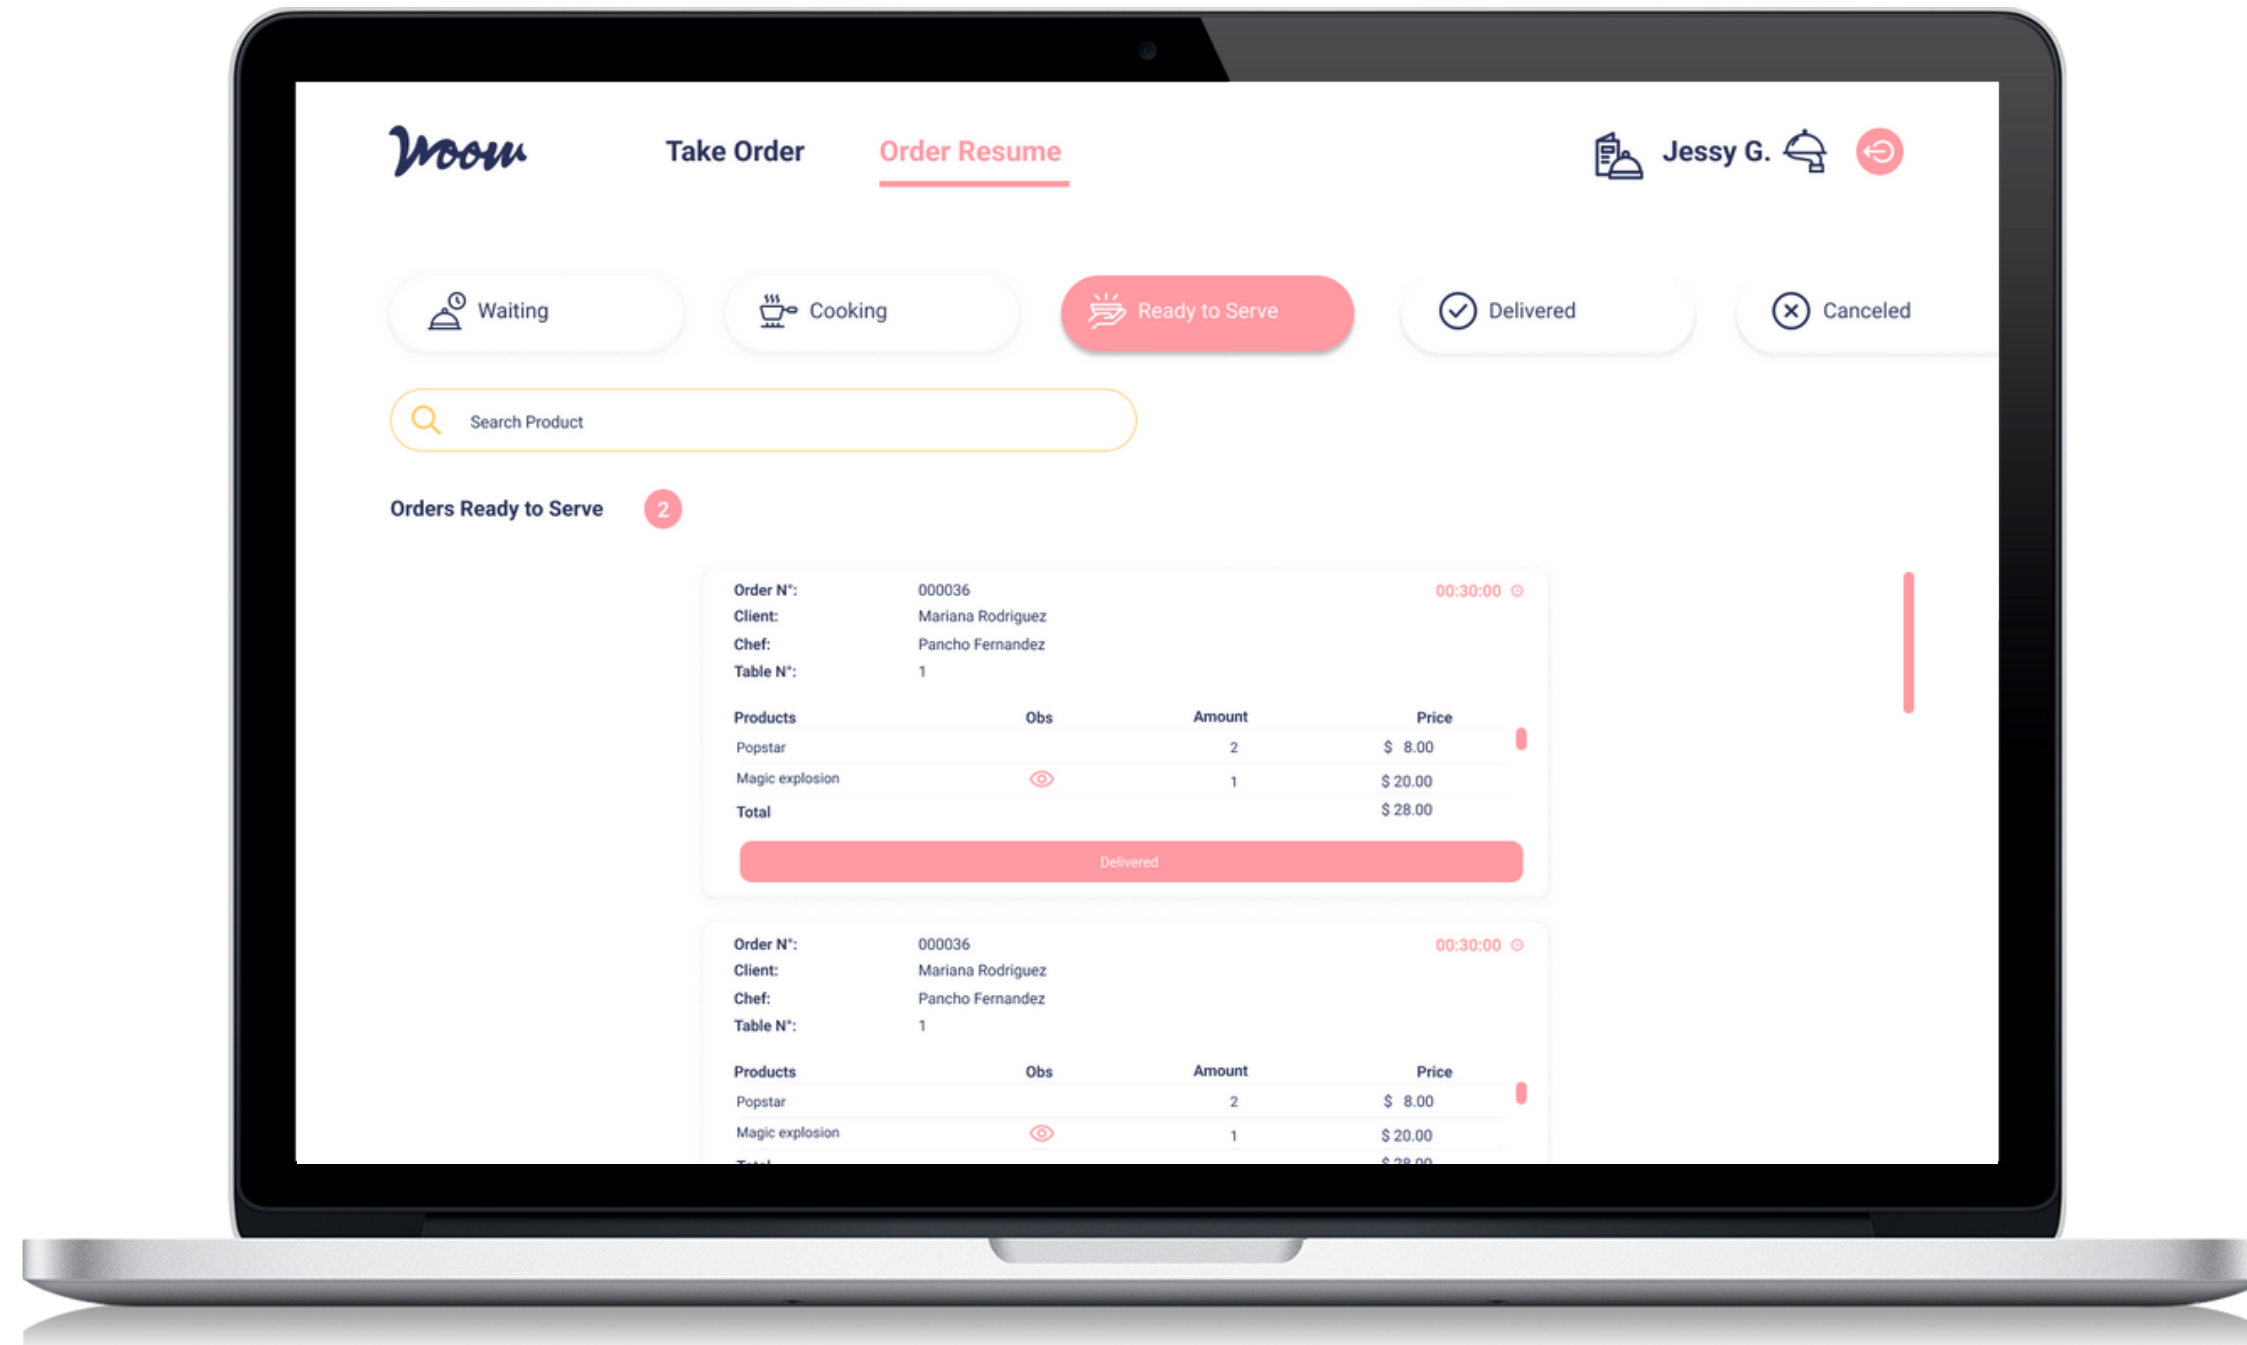 Woow
Take Order
Order Resume
Jessy G.
Waiting
Cooking
Ready to Serve
Delivered
Canceled
Search Product
Orders Ready to Serve 2
Order N°: 000036 00:30:00
Client: Mariana Rodriguez
Chef: Pancho Fernandez
Table N°: 1
Products Obs Amount Price
Popstar 2 $ 8.00
Magic explosion 1 $ 20.00
Total $ 28.00
Delivered
Order N°: 000036 00:30:00
Client: Mariana Rodriguez
Chef: Pancho Fernandez
Table N°: 1
Products Obs Amount Price
Popstar 2 $ 8.00
Magic explosion 1 $ 20.00
Total $ 28.00